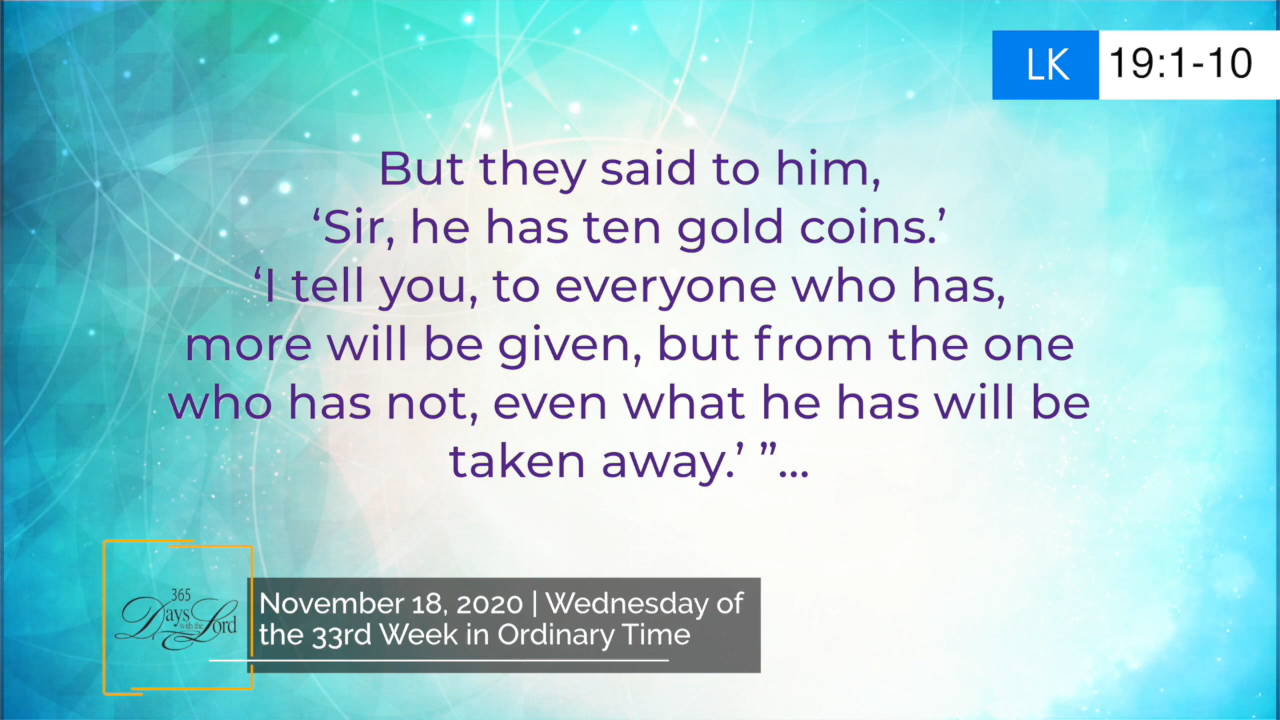 LK 19:1-10
But they said to him,
‘Sir, he has ten gold coins.’
‘I tell you, to everyone who has,
more will be given, but from the one
who has not, even what he has will be
taken away.’ ”...
365
Days with the Lord
November 18, 2020 | Wednesday of
the 33rd Week in Ordinary Time